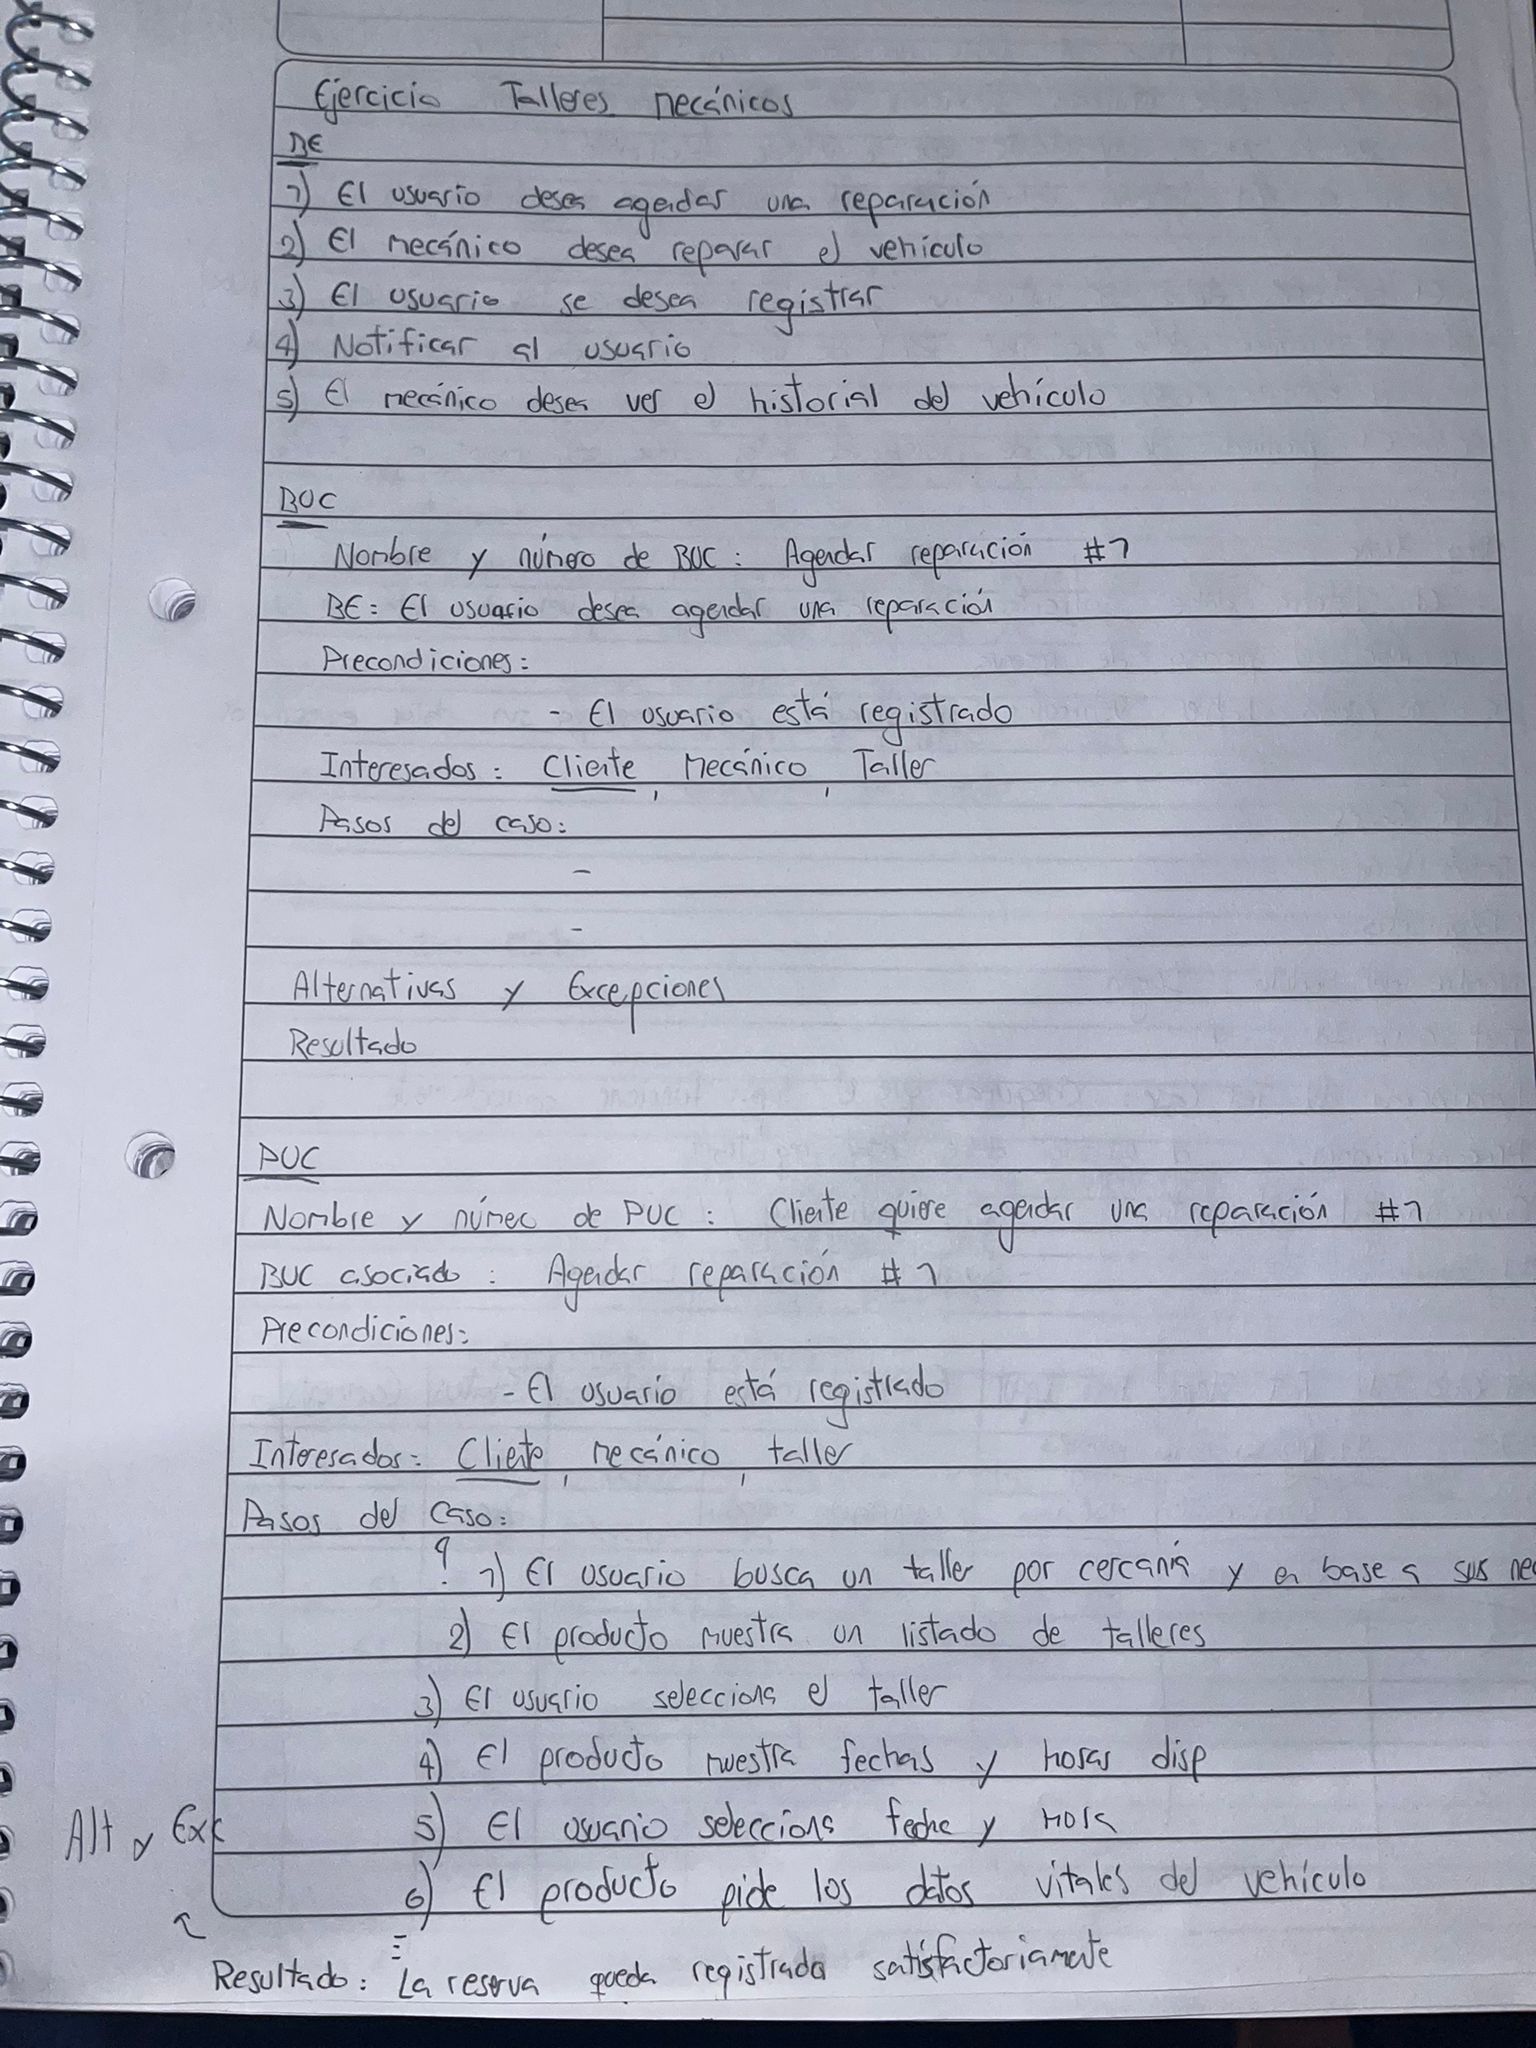 Ejercicio Talleres mecánicos
BE
1) El usuario desea agendar una reparación
2) El mecánico desea reparar el vehículo
3) El usuario se desea registrar
4) Notificar al usuario
5) El mecánico desea ver el historial del vehículo
BUC
Nombre y número de BUC : Agendar reparación #1
BE : El usuario desea agendar una reparación
Precondiciones:
- El usuario está registrado
Interesados : Cliente, Mecánico, Taller
Pasos del caso:
-
-
Alternativas y Excepciones
Resultado
PUC
Nombre y númeo de PUC : Cliente quiere agendar una reparación #1
BUC asociado : Agendar reparación #1
Precondiciones:
- El usuario está registrado
Interesados: Cliente, mecánico, taller
Pasos del caso:
? 1) El usuario busca un taller por cercanía y en base a sus
2) El producto muestra un listado de talleres
3) El usuario selecciona el taller
4) El producto muestra fechas y horas disp
5) El usuario selecciona fecha y hora
6) El producto pide los datos vitales del vehículo
Alt y Exc
Resultado : La reserva queda registrada satisfactoriamente